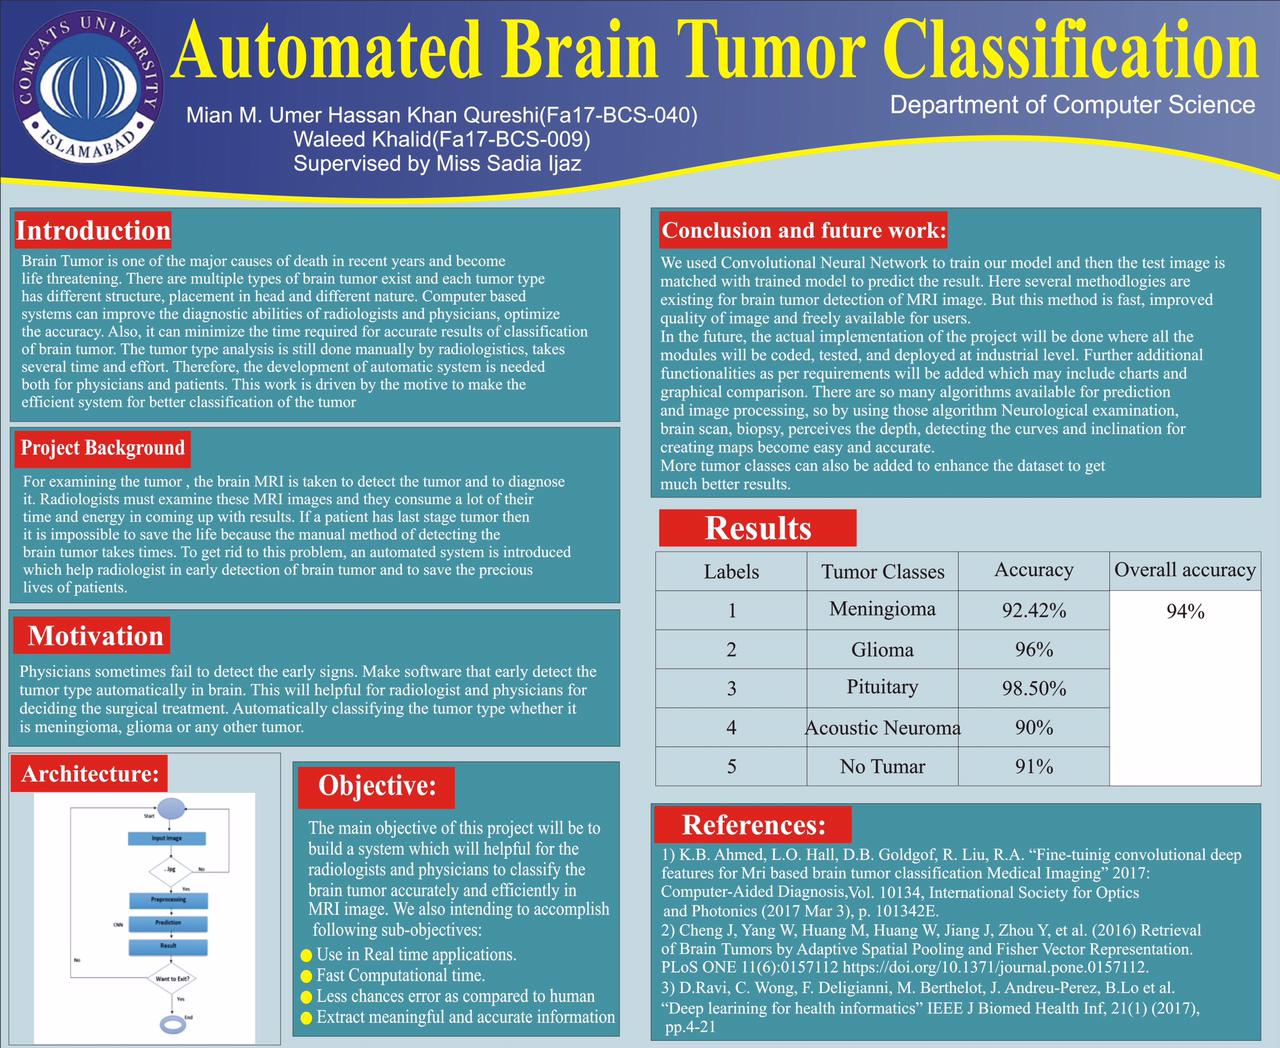 COMSATS UNIVERSITY
ISLAMABAD
Automated Brain Tumor Classification
Mian M. Umer Hassan Khan Qureshi(Fa17-BCS-040)
Waleed Khalid(Fa17-BCS-009)
Supervised by Miss Sadia Ijaz
Department of Computer Science
Introduction
Brain Tumor is one of the major causes of death in recent years and become
life threatening. There are multiple types of brain tumor exist and each tumor type
has different structure, placement in head and different nature. Computer based
systems can improve the diagnostic abilities of radiologists and physicians, optimize
the accuracy. Also, it can minimize the time required for accurate results of classification
of brain tumor. The tumor type analysis is still done manually by radiologistics, takes
several time and effort. Therefore, the development of automatic system is needed
both for physicians and patients. This work is driven by the motive to make the
efficient system for better classification of the tumor
Project Background
For examining the tumor , the brain MRI is taken to detect the tumor and to diagnose
it. Radiologists must examine these MRI images and they consume a lot of their
time and energy in coming up with results. If a patient has last stage tumor then
it is impossible to save the life because the manual method of detecting the
brain tumor takes times. To get rid to this problem, an automated system is introduced
which help radiologist in early detection of brain tumor and to save the precious
lives of patients.
Motivation
Physicians sometimes fail to detect the early signs. Make software that early detect the
tumor type automatically in brain. This will helpful for radiologist and physicians for
deciding the surgical treatment. Automatically classifying the tumor type whether it
is meningioma, glioma or any other tumor.
Architecture:
Start
Input image
.Jpg
No
Yes
Preprocessing
CNN
Prediction
Result
No
Want to Exit?
Yes
End
Objective:
The main objective of this project will be to
build a system which will helpful for the
radiologists and physicians to classify the
brain tumor accurately and efficiently in
MRI image. We also intending to accomplish
following sub-objectives:
Use in Real time applications.
Fast Computational time.
Less chances error as compared to human
Extract meaningful and accurate information
Conclusion and future work:
We used Convolutional Neural Network to train our model and then the test image is
matched with trained model to predict the result. Here several methodlogies are
existing for brain tumor detection of MRI image. But this method is fast, improved
quality of image and freely available for users.
In the future, the actual implementation of the project will be done where all the
modules will be coded, tested, and deployed at industrial level. Further additional
functionalities as per requirements will be added which may include charts and
graphical comparison. There are so many algorithms available for prediction
and image processing, so by using those algorithm Neurological examination,
brain scan, biopsy, perceives the depth, detecting the curves and inclination for
creating maps become easy and accurate.
More tumor classes can also be added to enhance the dataset to get
much better results.
Results
Labels Tumor Classes Accuracy Overall accuracy
1 Meningioma 92.42% 94%
2 Glioma 96%
3 Pituitary 98.50%
4 Acoustic Neuroma 90%
5 No Tumar 91%
References:
1) K.B. Ahmed, L.O. Hall, D.B. Goldgof, R. Liu, R.A. “Fine-tuinig convolutional deep
features for Mri based brain tumor classification Medical Imaging” 2017:
Computer-Aided Diagnosis,Vol. 10134, International Society for Optics
and Photonics (2017 Mar 3), p. 101342E.
2) Cheng J, Yang W, Huang M, Huang W, Jiang J, Zhou Y, et al. (2016) Retrieval
of Brain Tumors by Adaptive Spatial Pooling and Fisher Vector Representation.
PLoS ONE 11(6):0157112 https://doi.org/10.1371/journal.pone.0157112.
3) D.Ravi, C. Wong, F. Deligianni, M. Berthelot, J. Andreu-Perez, B.Lo et al.
“Deep learining for health informatics” IEEE J Biomed Health Inf, 21(1) (2017),
pp.4-21